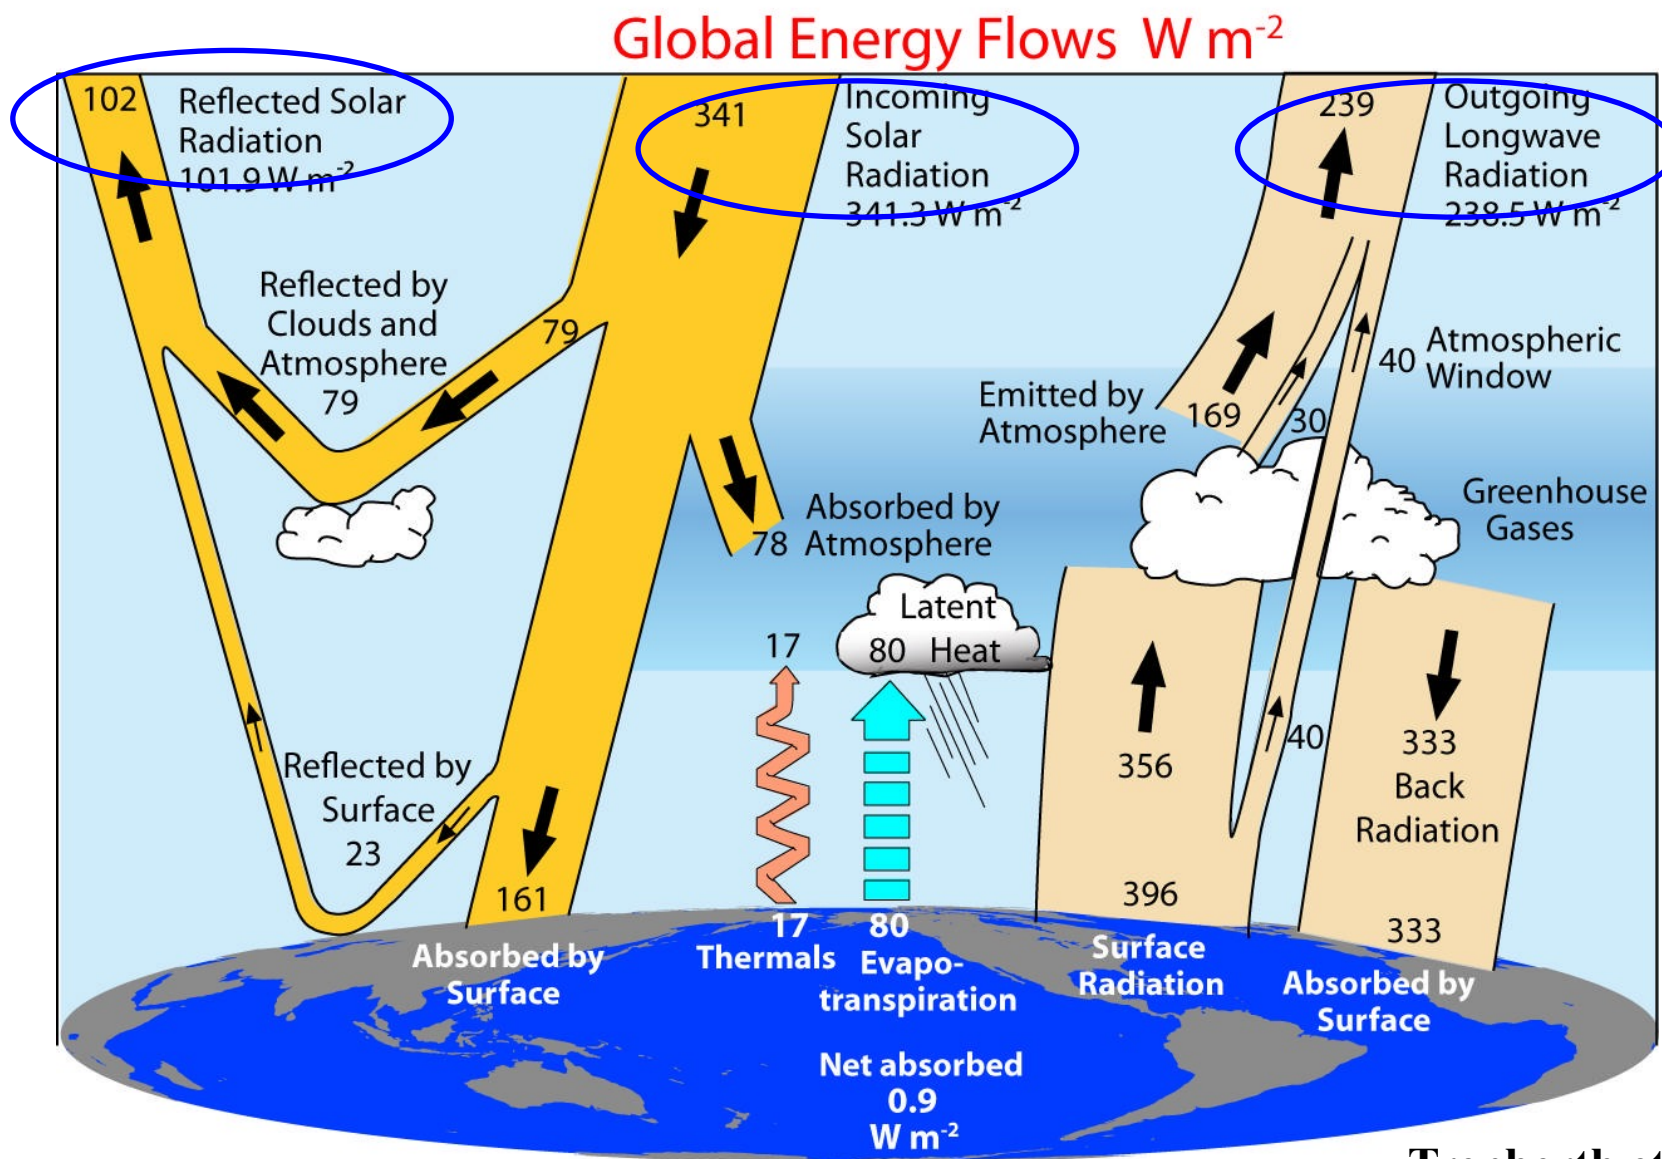 Global Energy Flows W m-2
102
Reflected Solar
Radiation
101.9 W m-2
341
Incoming
Solar
Radiation
341.3 W m-2
239
Outgoing
Longwave
Radiation
238.5 W m-2
Reflected by
Clouds and
Atmosphere
79
79
Emitted by
Atmosphere
169
30
40
Atmospheric
Window
Greenhouse
Gases
78
Absorbed by
Atmosphere
Latent
80 Heat
17
356
40
333
Back
Radiation
Reflected by
Surface
23
161
Absorbed by
Surface
17
Thermals
80
Evapo-
transpiration
396
Surface
Radiation
333
Absorbed by
Surface
Net absorbed
0.9
W m-2